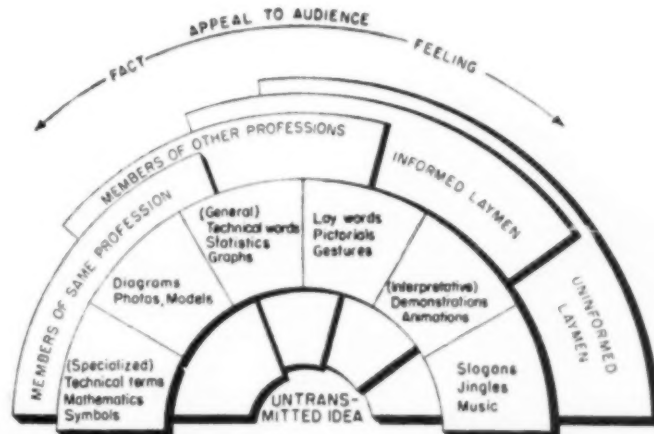 APPEAL TO AUDIENCE
FACT
FEELING
MEMBERS OF OTHER PROFESSIONS
INFORMED LAYMEN
MEMBERS OF SAME PROFESSION
UNINFORMED
LAYMEN
(General)
Technical words
Statistics
Graphs
Lay words
Pictorials
Gestures
Diagrams
Photos, Models
(Interpretative)
Demonstrations
Animations
(Specialized)
Technical terms
Mathematics
Symbols
Slogans
Jingles
Music
UNTRANS-
MITTED IDEA